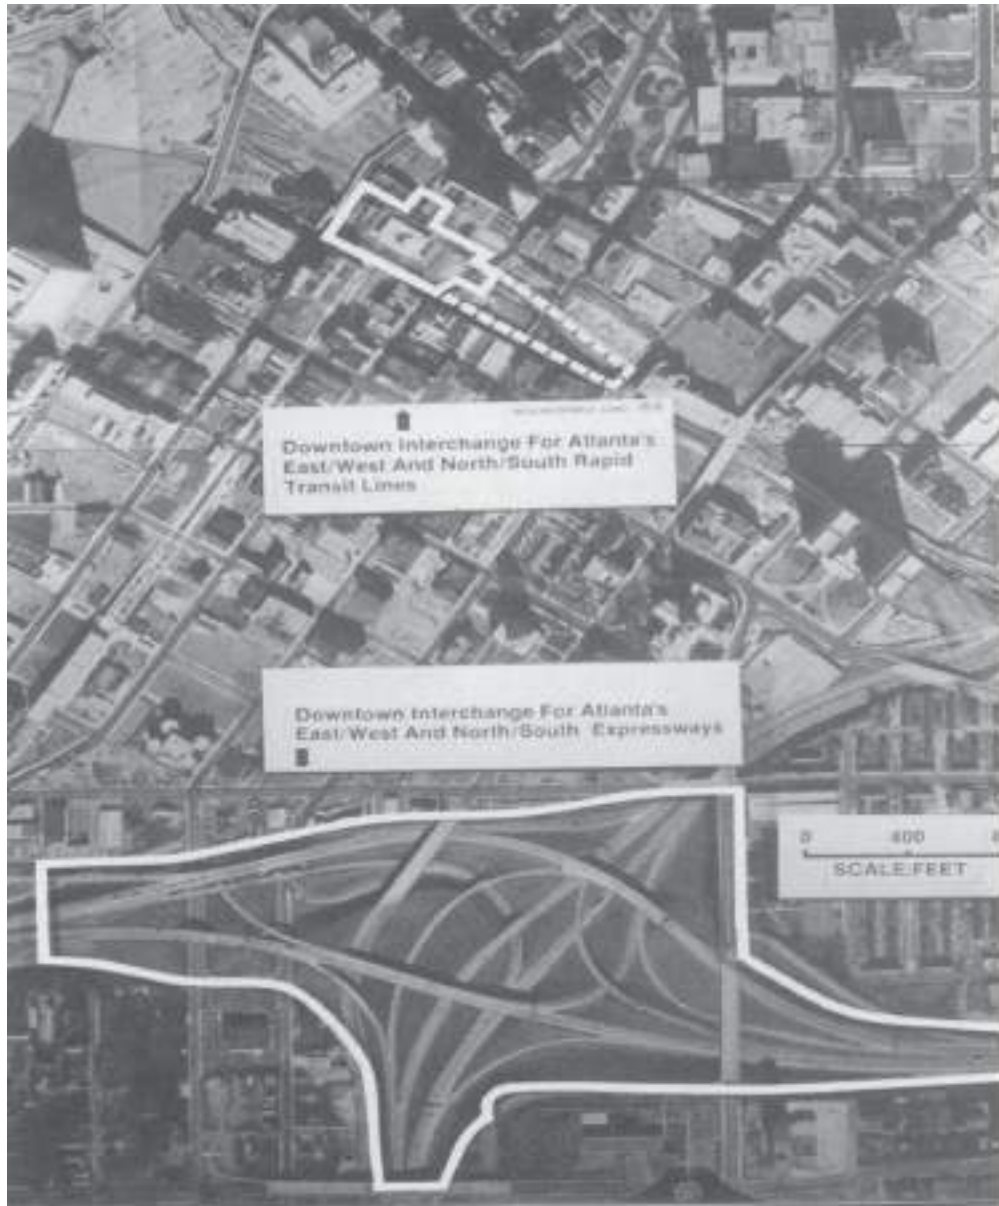 Downtown Interchange For Atlanta's
East/West And North/South Rapid
Transit Lines
Downtown Interchange For Atlanta's
East/West And North/South Expressways
0 400
SCALE/FEET